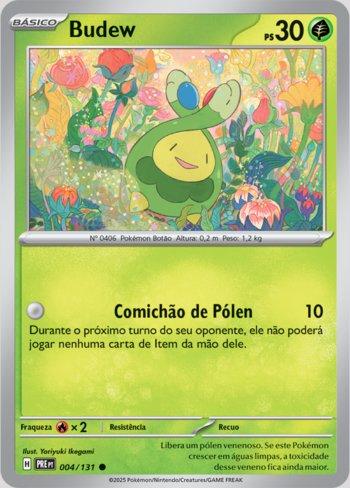 BÁSICO
Budew
PS 30
Nº 0406 Pokémon Botão Altura: 0,2 m Peso: 1,2 kg
Comichão de Pólen 10
Durante o próximo turno do seu oponente, ele não poderá
jogar nenhuma carta de Item da mão dele.
Fraqueza ×2 Resistência Recuo
Ilust. Yoriyuki Ikegami
H PRE PT 004/131
Libera um pólen venenoso. Se este Pokémon
crescer em águas limpas, a toxicidade
desse veneno fica ainda maior.
©2025 Pokémon/Nintendo/Creatures/GAME FREAK